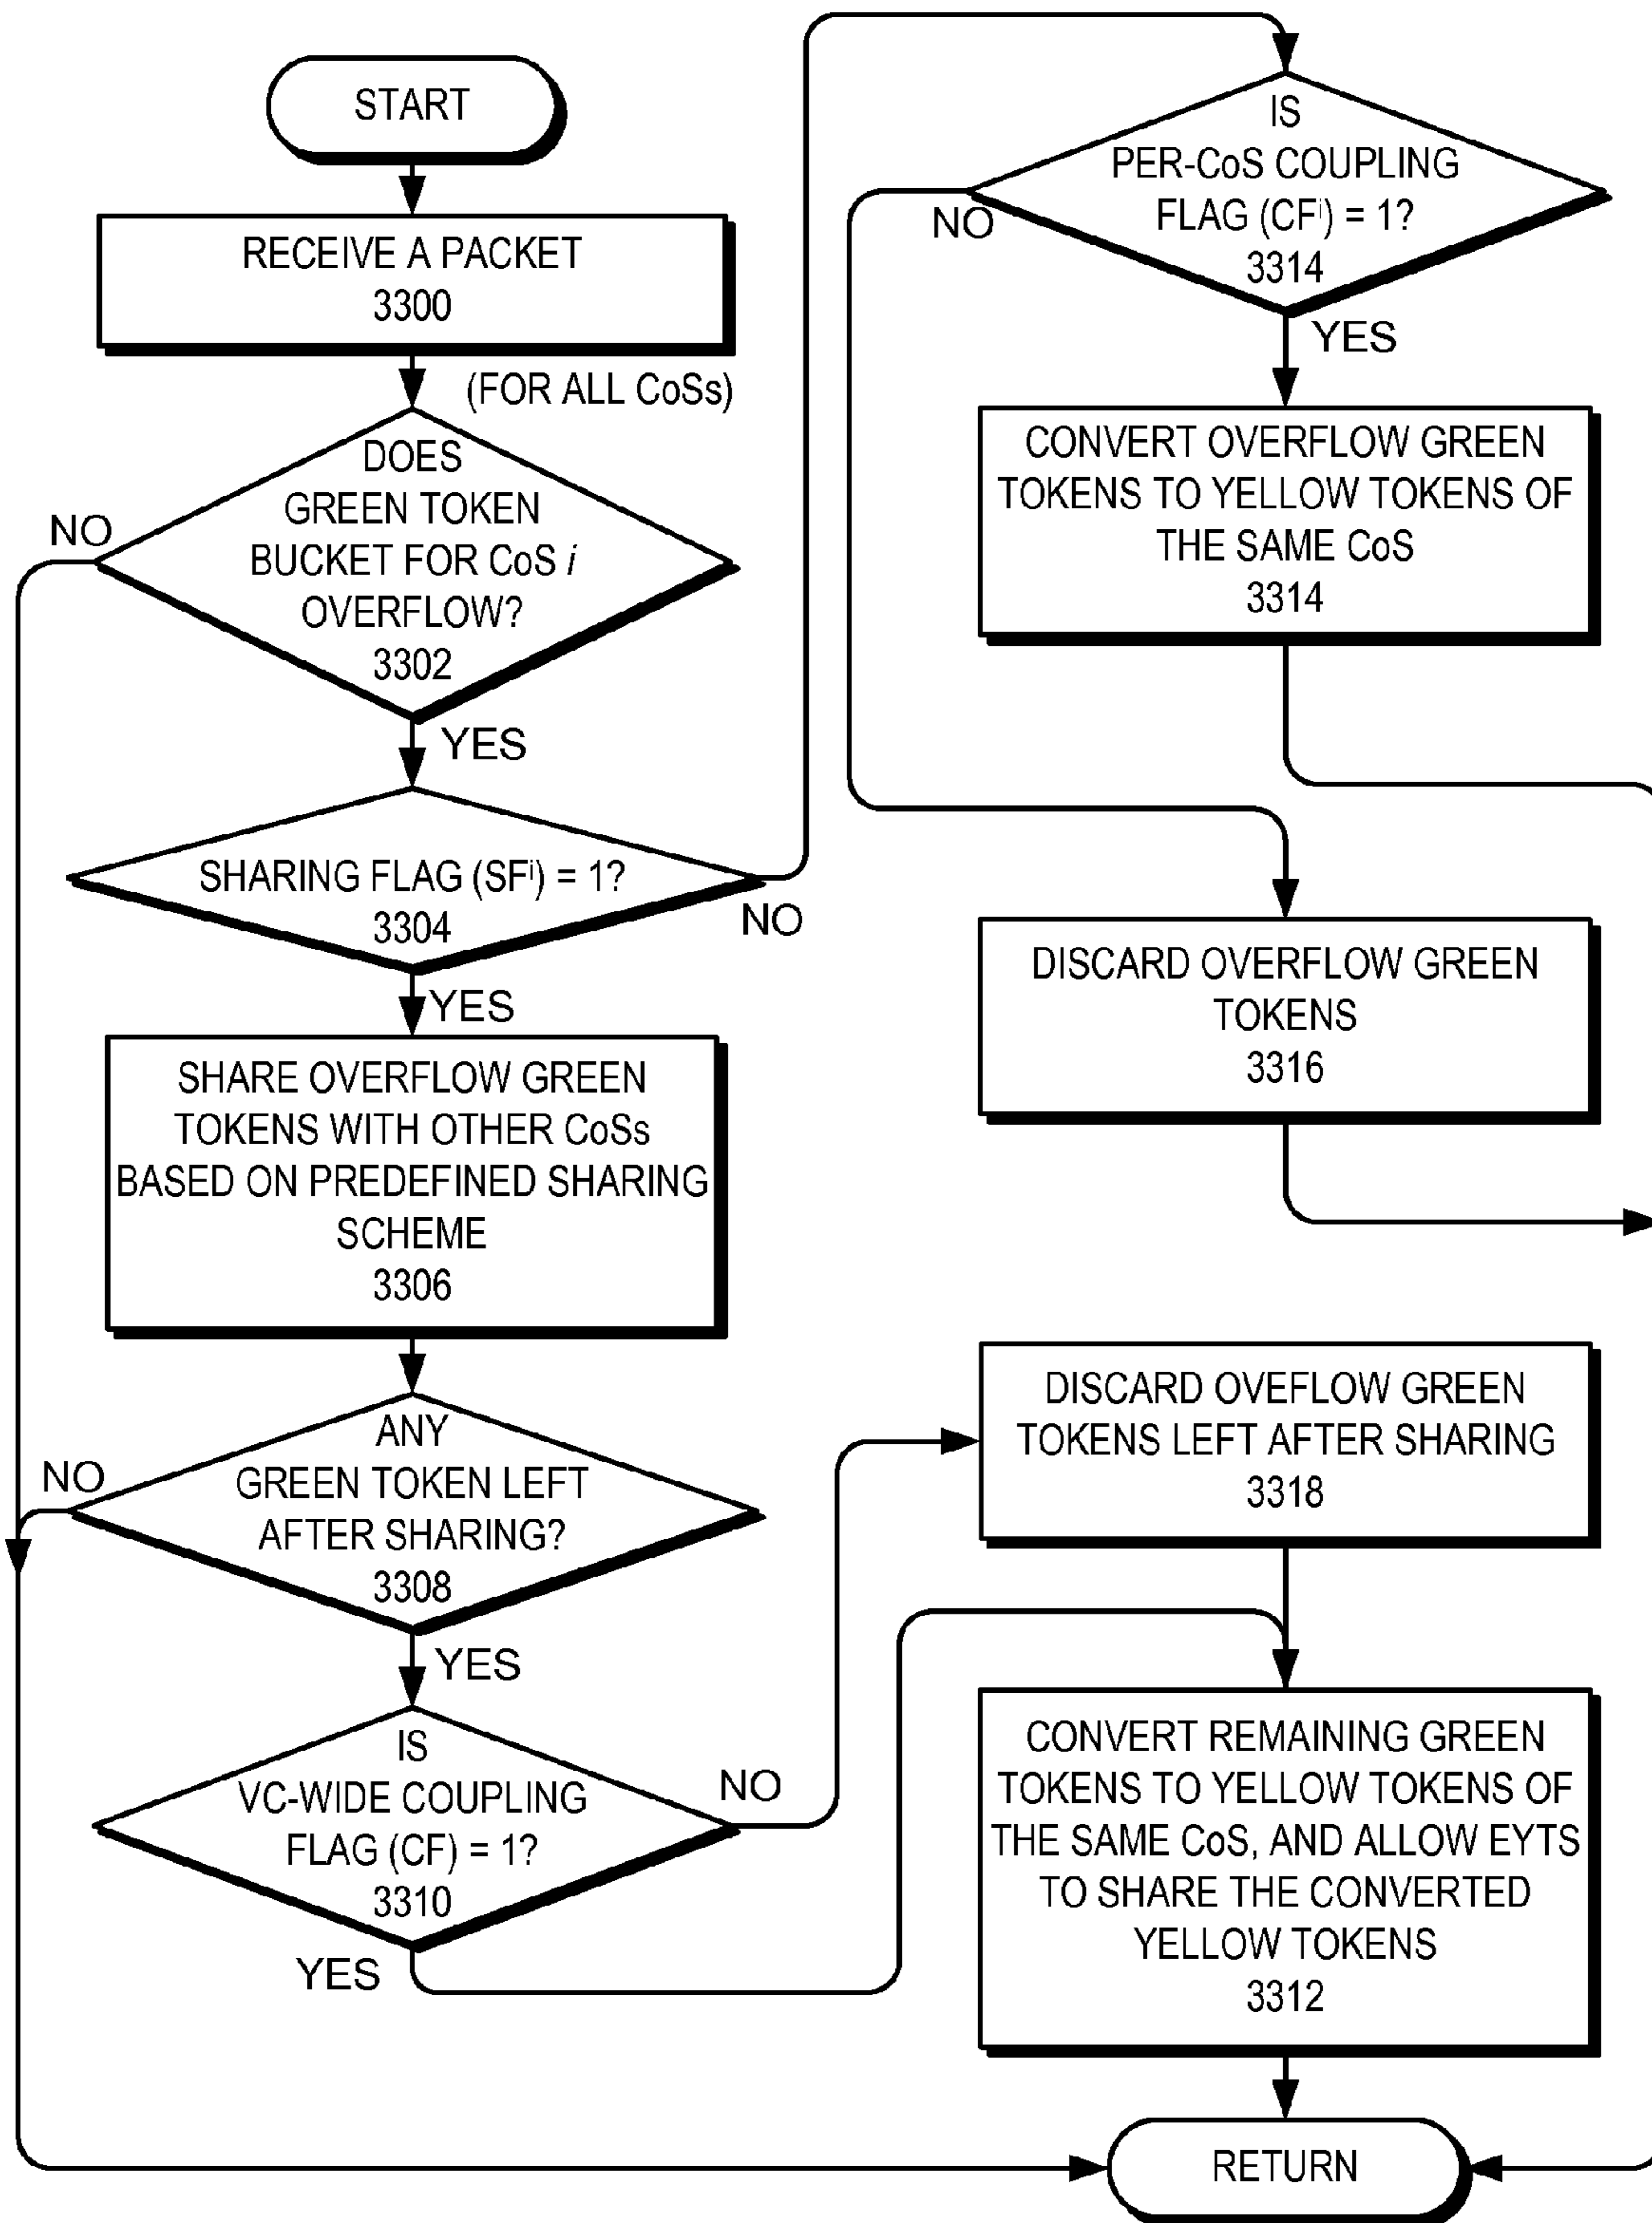 START
RECEIVE A PACKET
3300
(FOR ALL CoSs)
DOES
GREEN TOKEN
BUCKET FOR CoS i
OVERFLOW?
3302
NO
YES
SHARING FLAG (SFⁱ) = 1?
3304
NO
YES
SHARE OVERFLOW GREEN
TOKENS WITH OTHER CoSs
BASED ON PREDEFINED SHARING
SCHEME
3306
ANY
GREEN TOKEN LEFT
AFTER SHARING?
3308
NO
YES
IS
VC-WIDE COUPLING
FLAG (CF) = 1?
3310
NO
YES
IS
PER-CoS COUPLING
FLAG (CFⁱ) = 1?
3314
NO
YES
CONVERT OVERFLOW GREEN
TOKENS TO YELLOW TOKENS OF
THE SAME CoS
3314
DISCARD OVERFLOW GREEN
TOKENS
3316
DISCARD OVEFLOW GREEN
TOKENS LEFT AFTER SHARING
3318
CONVERT REMAINING GREEN
TOKENS TO YELLOW TOKENS OF
THE SAME CoS, AND ALLOW EYTS
TO SHARE THE CONVERTED
YELLOW TOKENS
3312
RETURN